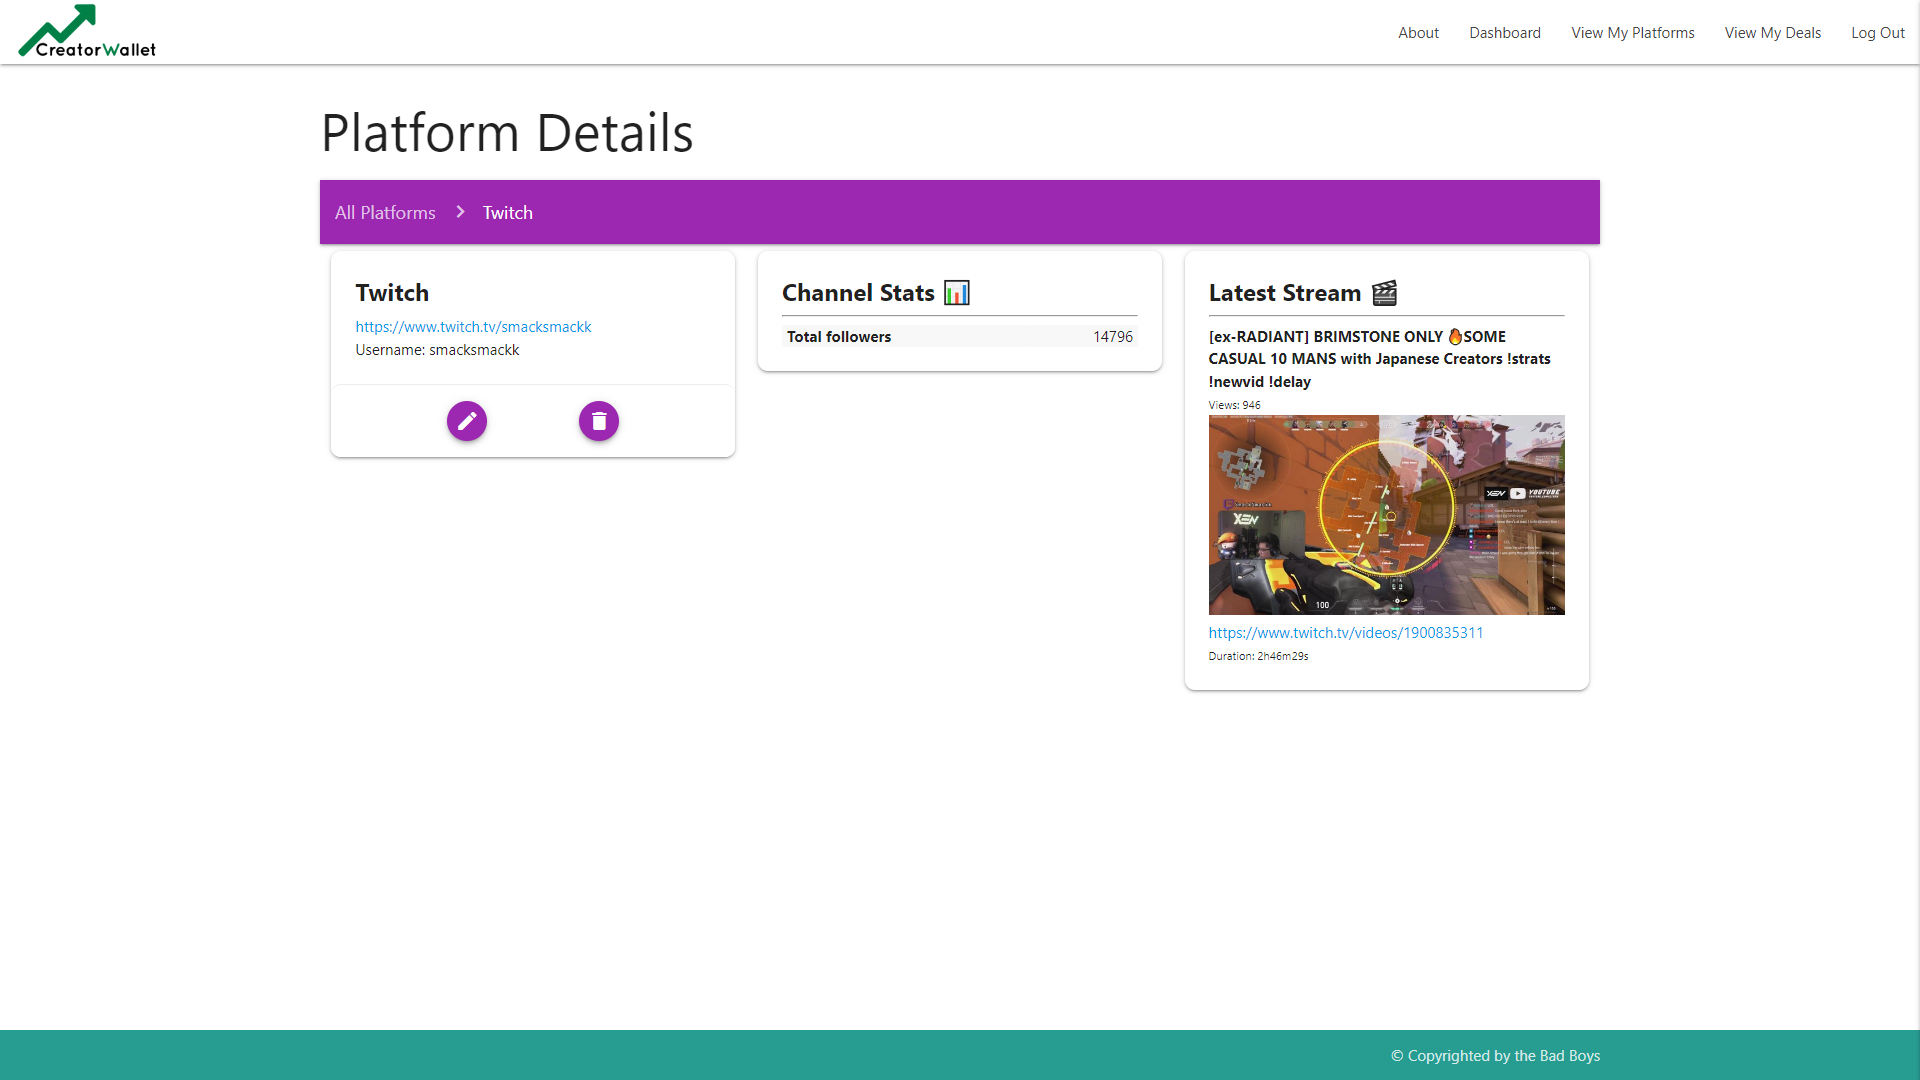 CreatorWallet
About
Dashboard
View My Platforms
View My Deals
Log Out
Platform Details
All Platforms
Twitch
Twitch
https://www.twitch.tv/smacksmackk
Username: smacksmackk
Channel Stats 📊
Total followers
14796
Latest Stream 🎬
[ex-RADIANT] BRIMSTONE ONLY 🔥SOME
CASUAL 10 MANS with Japanese Creators !strats
!newvid !delay
Views: 946
XEN
YOUTUBE
XEN
100
https://www.twitch.tv/videos/1900835311
Duration: 2h46m29s
© Copyrighted by the Bad Boys